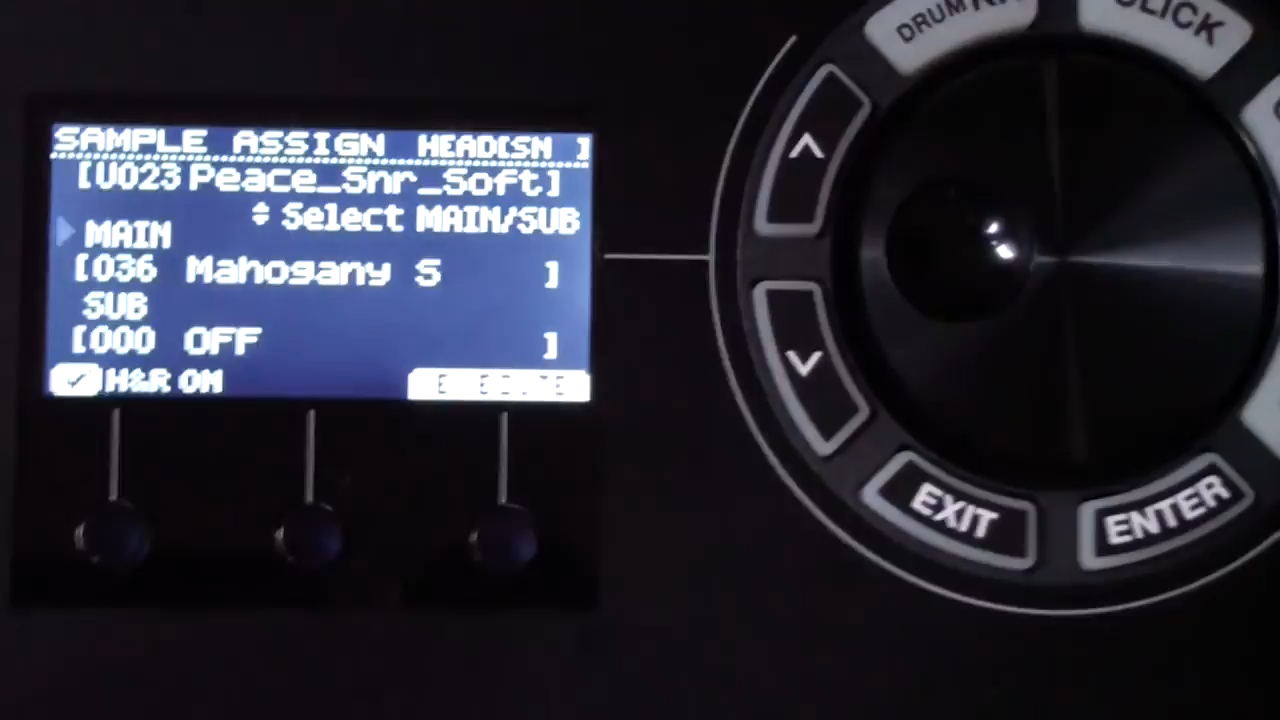 SAMPLE ASSIGN HEAD[SN ]
[U023 Peace_Snr_Soft]
Select MAIN/SUB
MAIN
[036 Mahogany S ]
SUB
[000 OFF ]
H&R ON
DRUM
CLICK
EXIT
ENTER